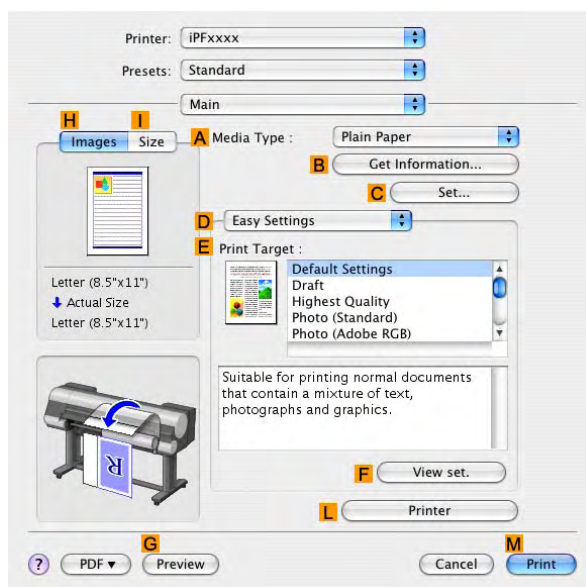 Printer: iPFxxxx
Presets: Standard
Main
H I
Images Size
A Media Type : Plain Paper
B Get Information...
C Set...
D Easy Settings
E Print Target :
Default Settings
Draft
Highest Quality
Photo (Standard)
Photo (Adobe RGB)
Letter (8.5"x11")
Actual Size
Letter (8.5"x11")
Suitable for printing normal documents
that contain a mixture of text,
photographs and graphics.
R
F View set.
L Printer
G M
? PDF▼ Preview Cancel Print